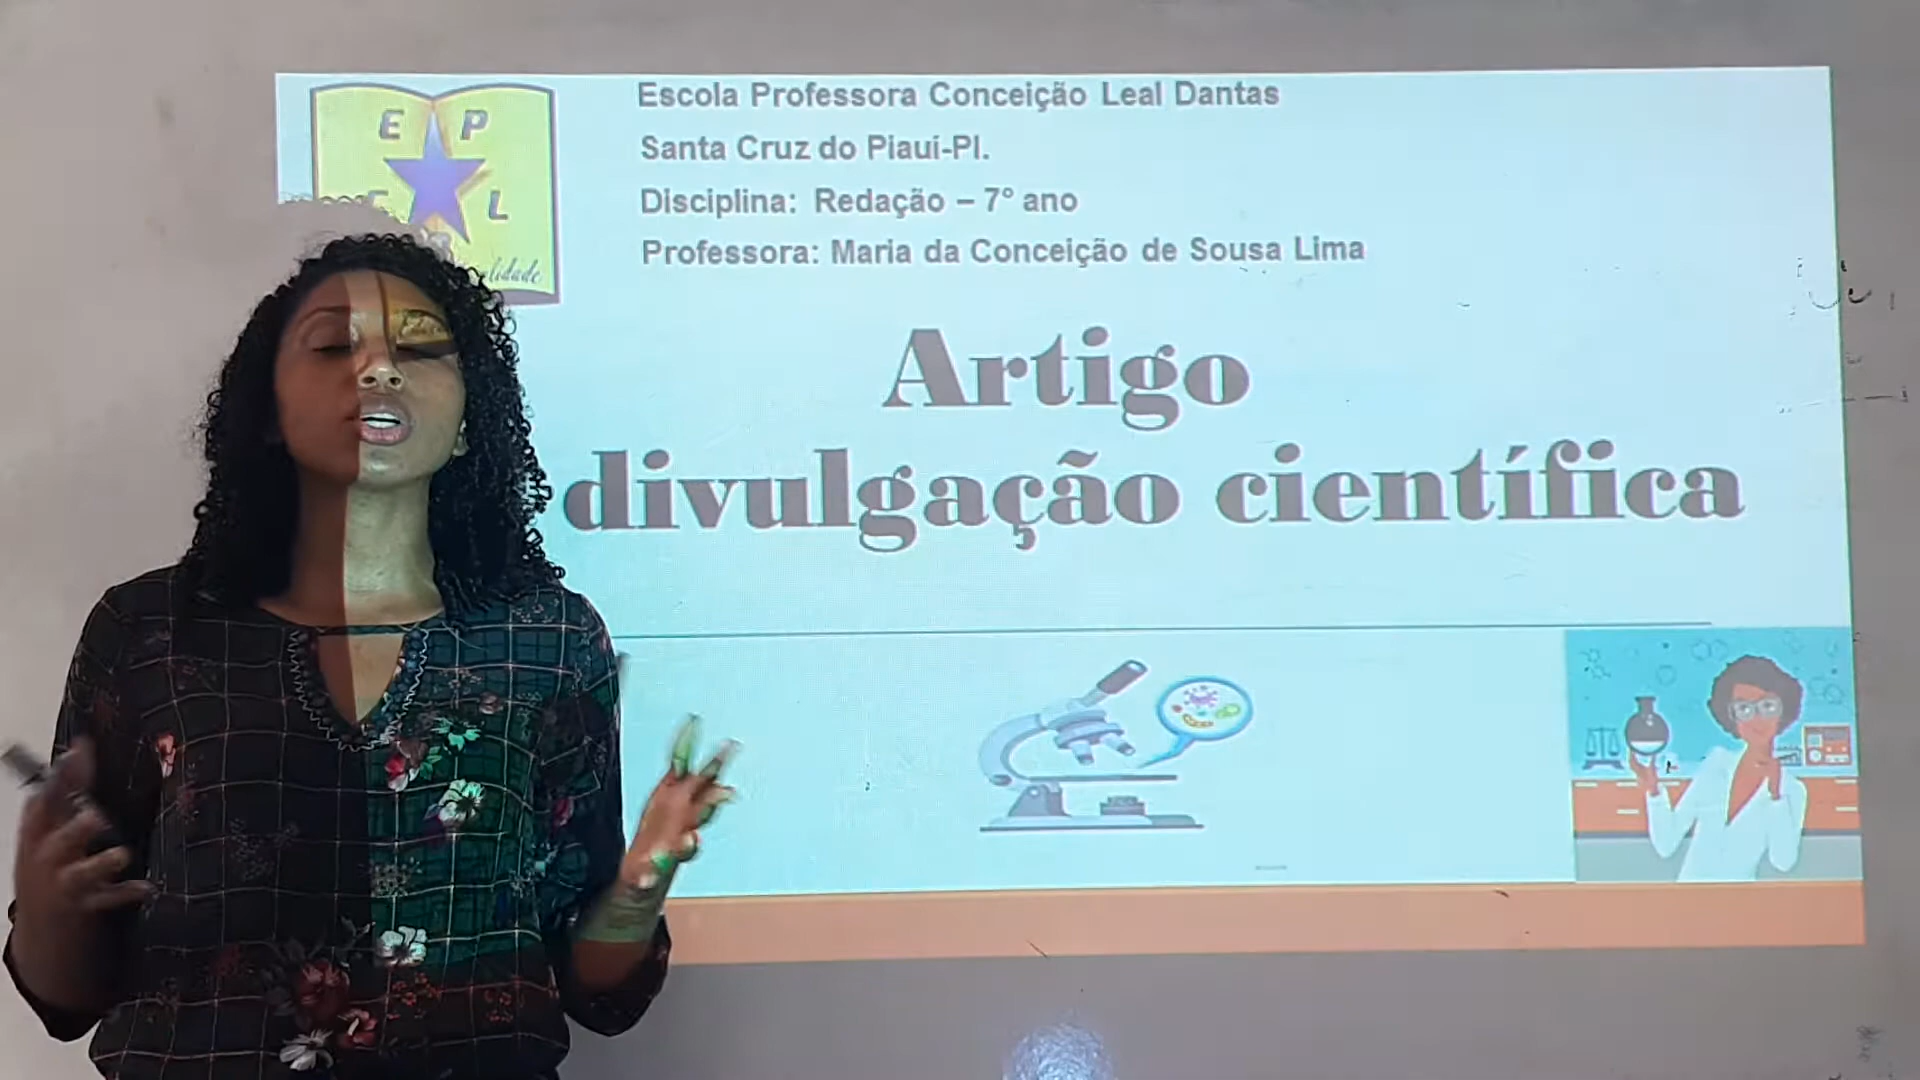 E P
L
lidade
Escola Professora Conceição Leal Dantas
Santa Cruz do Piauí-PI.
Disciplina: Redação – 7° ano
Professora: Maria da Conceição de Sousa Lima
Artigo
divulgação científica